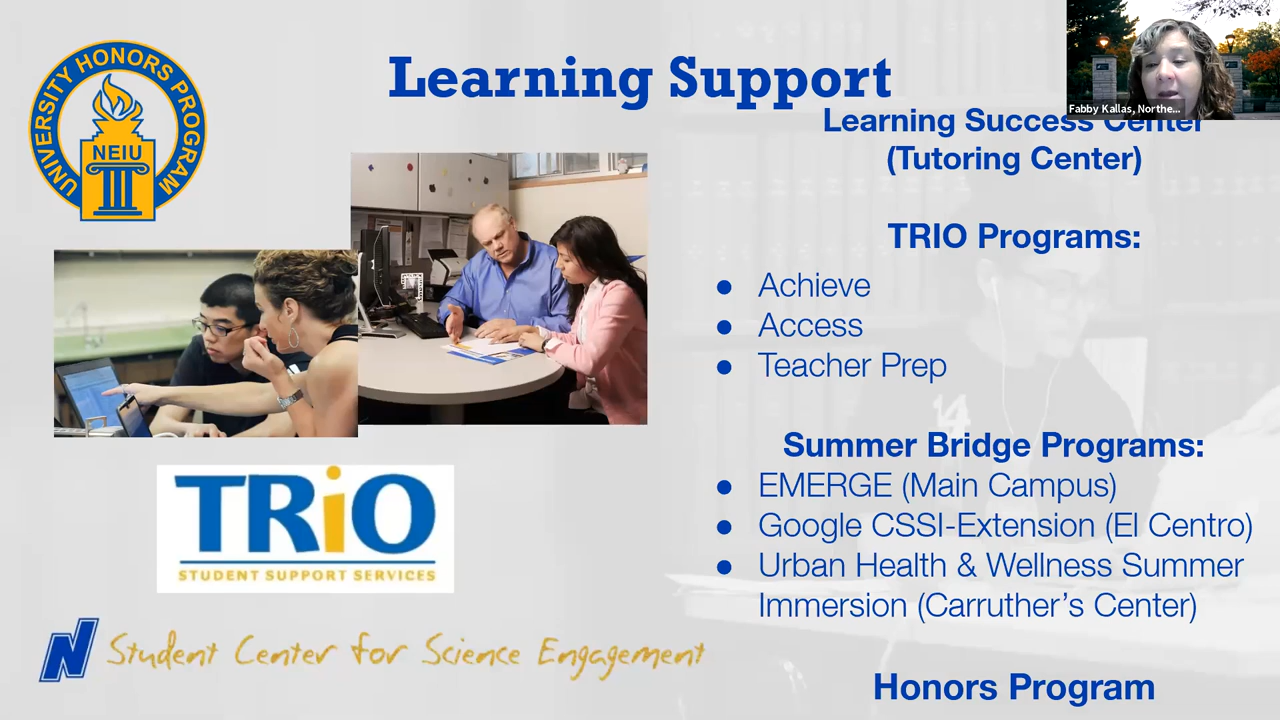 UNIVERSITY HONORS PROGRAM
NEIU
Learning Support
Fabby Kallas, Northe...
Learning Success Center
(Tutoring Center)
TRIO Programs:
● Achieve
● Access
● Teacher Prep
Summer Bridge Programs:
● EMERGE (Main Campus)
● Google CSSI-Extension (El Centro)
● Urban Health & Wellness Summer
Immersion (Carruther's Center)
Honors Program
TRiO
STUDENT SUPPORT SERVICES
N Student Center for Science Engagement
14